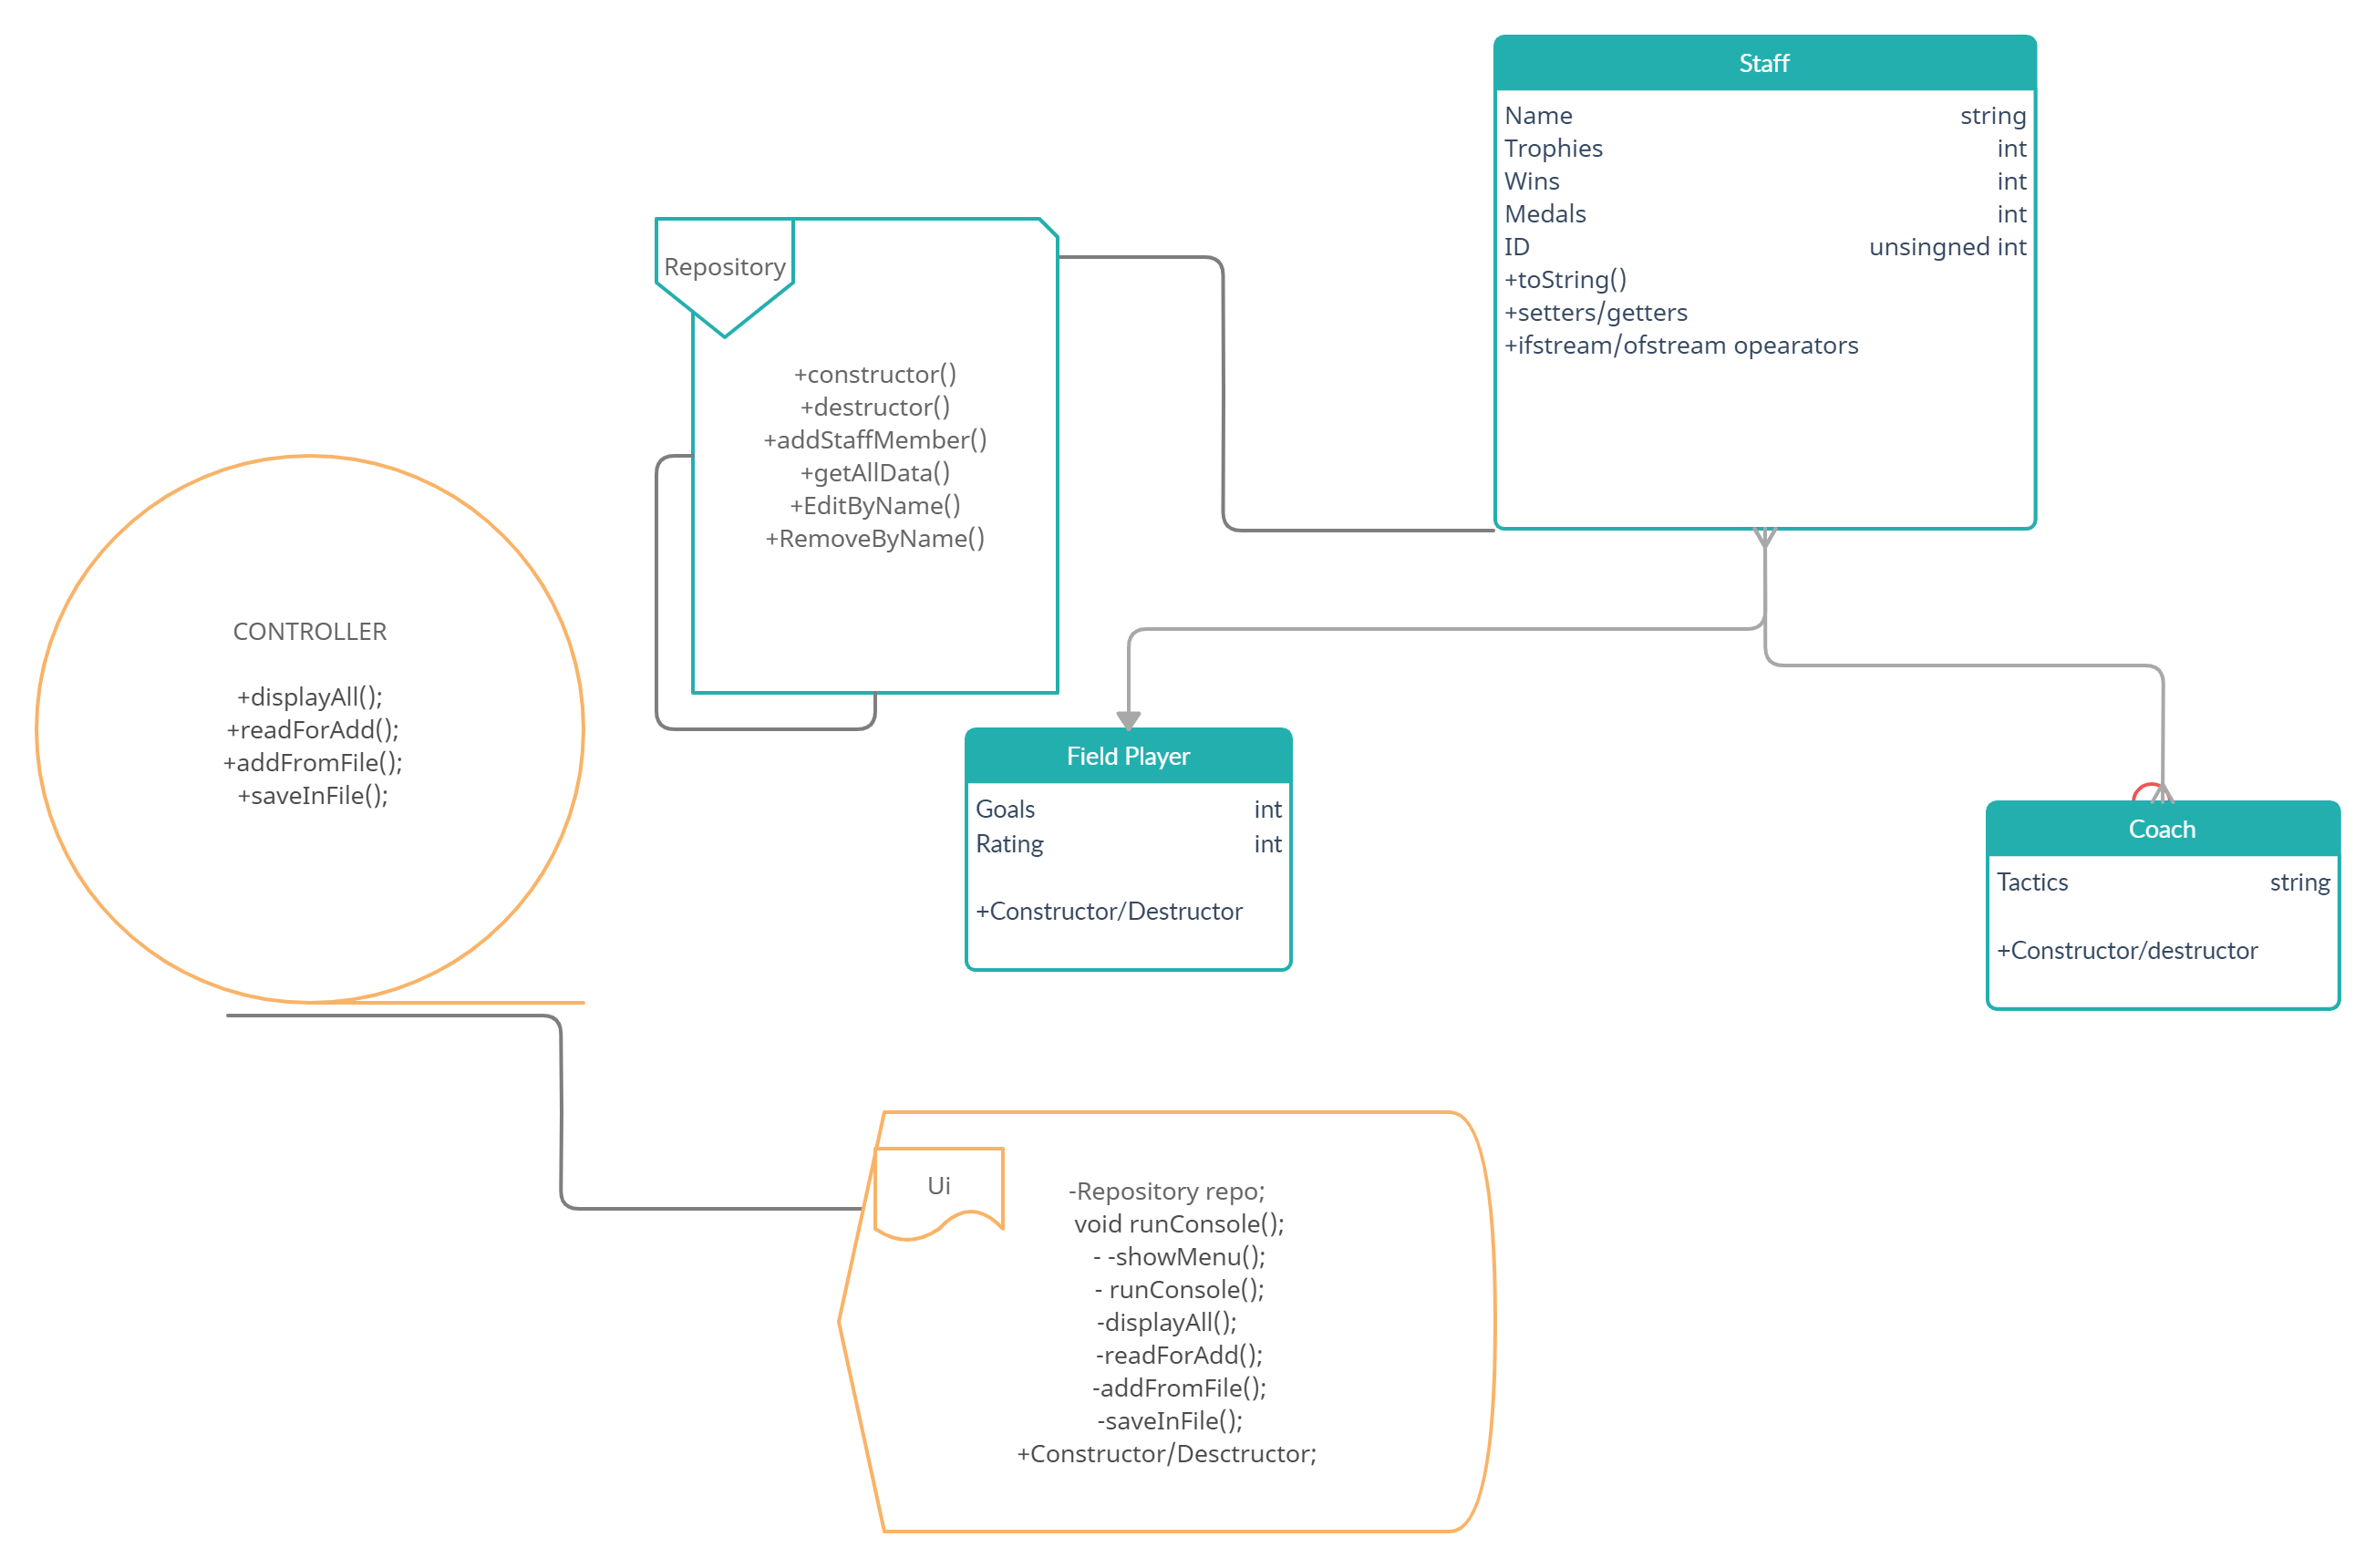 Staff
Name string
Trophies int
Wins int
Medals int
ID unsingned int
+toString()
+setters/getters
+ifstream/ofstream opearators
Repository
+constructor()
+destructor()
+addStaffMember()
+getAllData()
+EditByName()
+RemoveByName()
CONTROLLER
+displayAll();
+readForAdd();
+addFromFile();
+saveInFile();
Field Player
Goals int
Rating int
+Constructor/Destructor
Coach
Tactics string
+Constructor/destructor
Ui
-Repository repo;
void runConsole();
- -showMenu();
- runConsole();
-displayAll();
-readForAdd();
-addFromFile();
-saveInFile();
+Constructor/Desctructor;